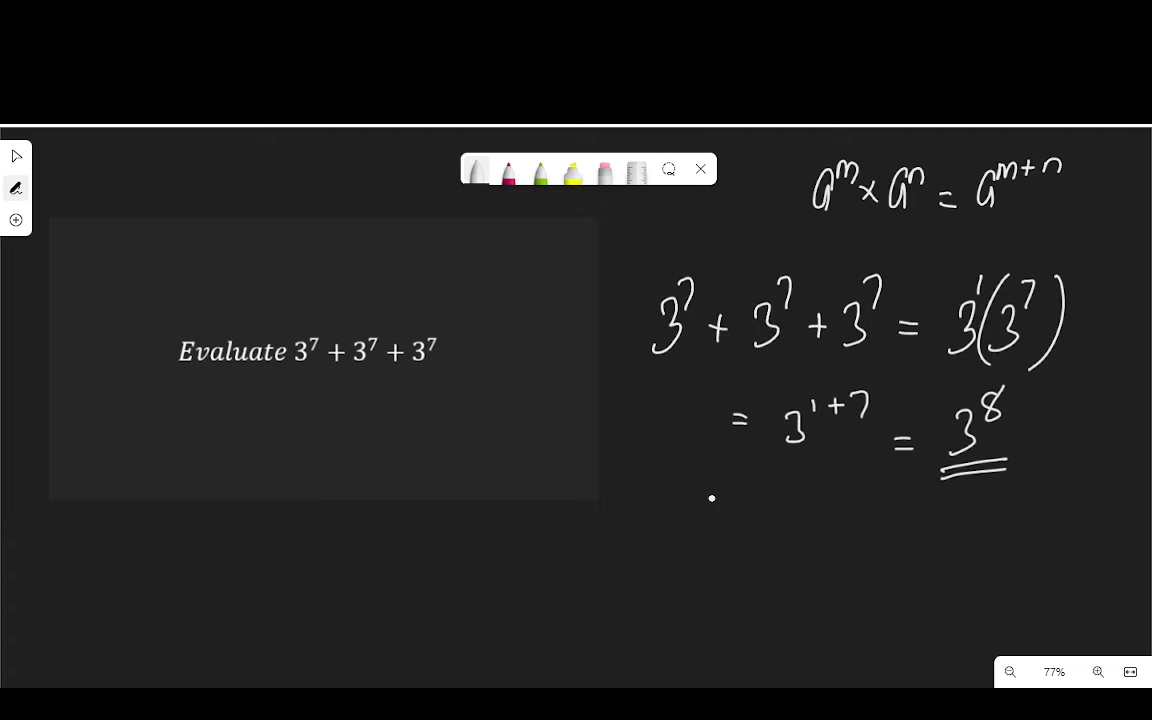 a^m × a^n = a^{m+n}
Evaluate 3^7 + 3^7 + 3^7
3^7 + 3^7 + 3^7 = 3^1(3^7)
= 3^{1+7} = 3^8
77%